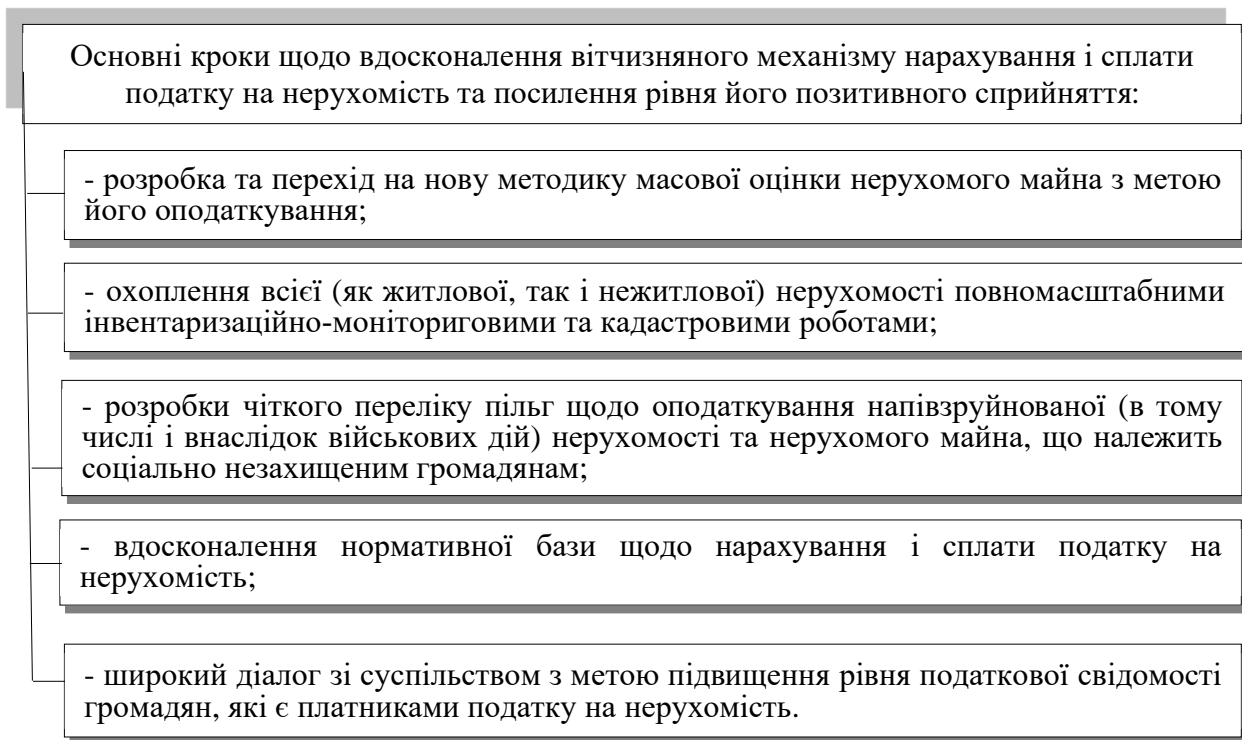 Основні кроки щодо вдосконалення вітчизняного механізму нарахування і сплати
податку на нерухомість та посилення рівня його позитивного сприйняття:
- розробка та перехід на нову методику масової оцінки нерухомого майна з метою
його оподаткування;
- охоплення всієї (як житлової, так і нежитлової) нерухомості повномасштабними
інвентаризаційно-моніториговими та кадастровими роботами;
- розробки чіткого переліку пільг щодо оподаткування напівзруйнованої (в тому
числі і внаслідок військових дій) нерухомості та нерухомого майна, що належить
соціально незахищеним громадянам;
- вдосконалення нормативної бази щодо нарахування і сплати податку на
нерухомість;
- широкий діалог зі суспільством з метою підвищення рівня податкової свідомості
громадян, які є платниками податку на нерухомість.